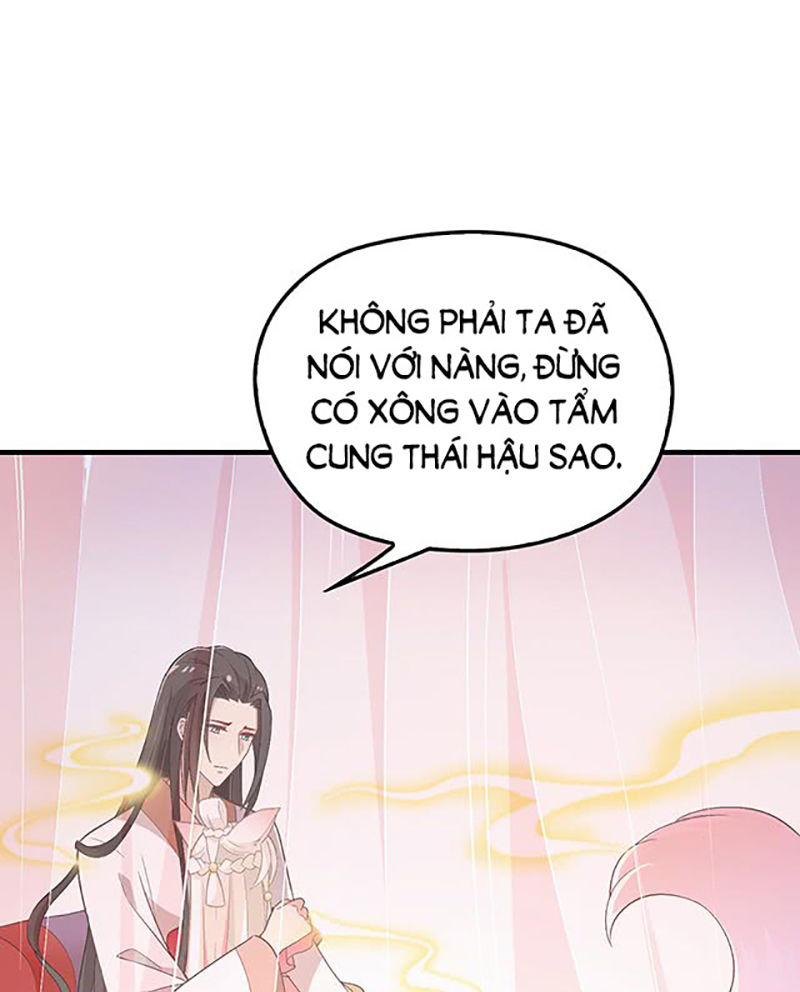 KHÔNG PHẢI TA ĐÃ
NÓI VỚI NÀNG, ĐỪNG
CÓ XÔNG VÀO TẨM
CUNG THÁI HẬU SAO.